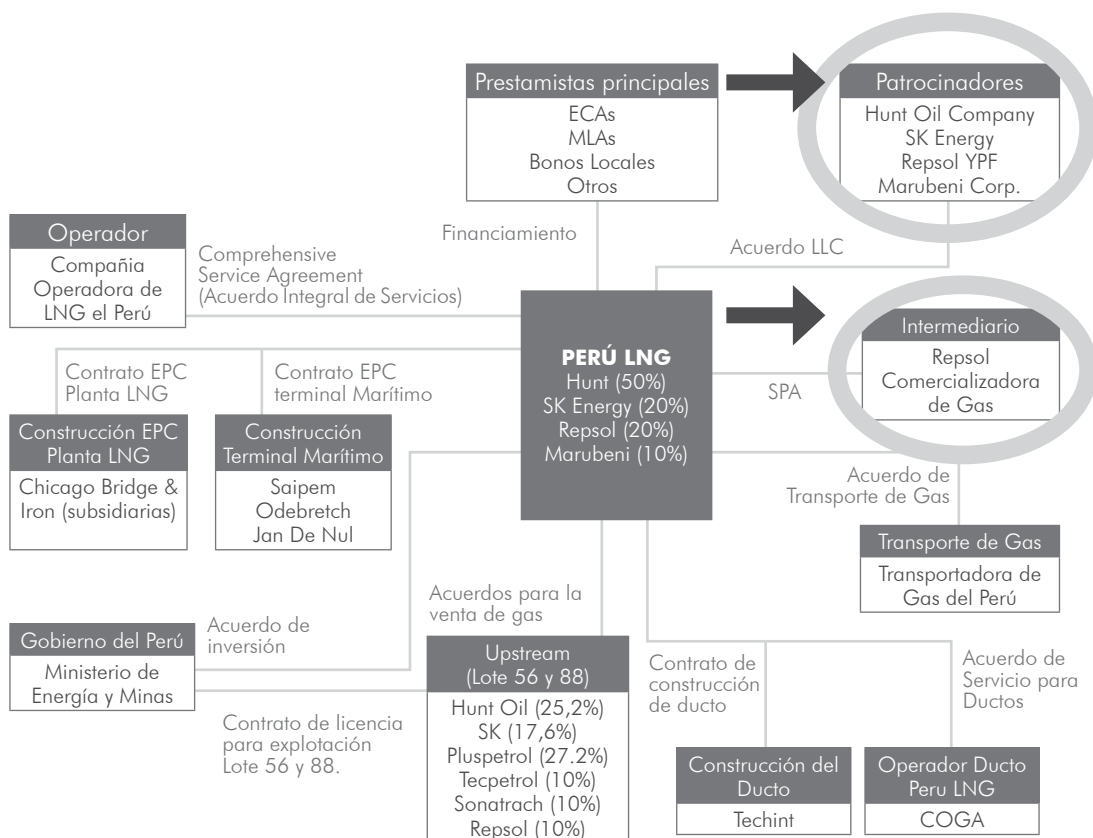 Prestamistas principales
ECAs
MLAs
Bonos Locales
Otros
Patrocinadores
Hunt Oil Company
SK Energy
Repsol YPF
Marubeni Corp.
Financiamiento
Acuerdo LLC
Operador
Compañia
Operadora de
LNG el Perú
Comprehensive
Service Agreement
(Acuerdo Integral de Servicios)
PERÚ LNG
Hunt (50%)
SK Energy (20%)
Repsol (20%)
Marubeni (10%)
SPA
Intermediario
Repsol
Comercializadora
de Gas
Contrato EPC
Planta LNG
Contrato EPC
terminal Marítimo
Construcción EPC
Planta LNG
Chicago Bridge &
Iron (subsidiarias)
Construcción
Terminal Marítimo
Saipem
Odebretch
Jan De Nul
Acuerdo de
Transporte de Gas
Transporte de Gas
Transportadora de
Gas del Perú
Gobierno del Perú
Ministerio de
Energía y Minas
Acuerdo de
inversión
Acuerdos para la
venta de gas
Contrato de licencia
para explotación
Lote 56 y 88.
Upstream
(Lote 56 y 88)
Hunt Oil (25,2%)
SK (17,6%)
Pluspetrol (27.2%)
Tecpetrol (10%)
Sonatrach (10%)
Repsol (10%)
Contrato de
construcción
de ducto
Acuerdo de
Servicio para
Ductos
Construcción del
Ducto
Techint
Operador Ducto
Peru LNG
COGA